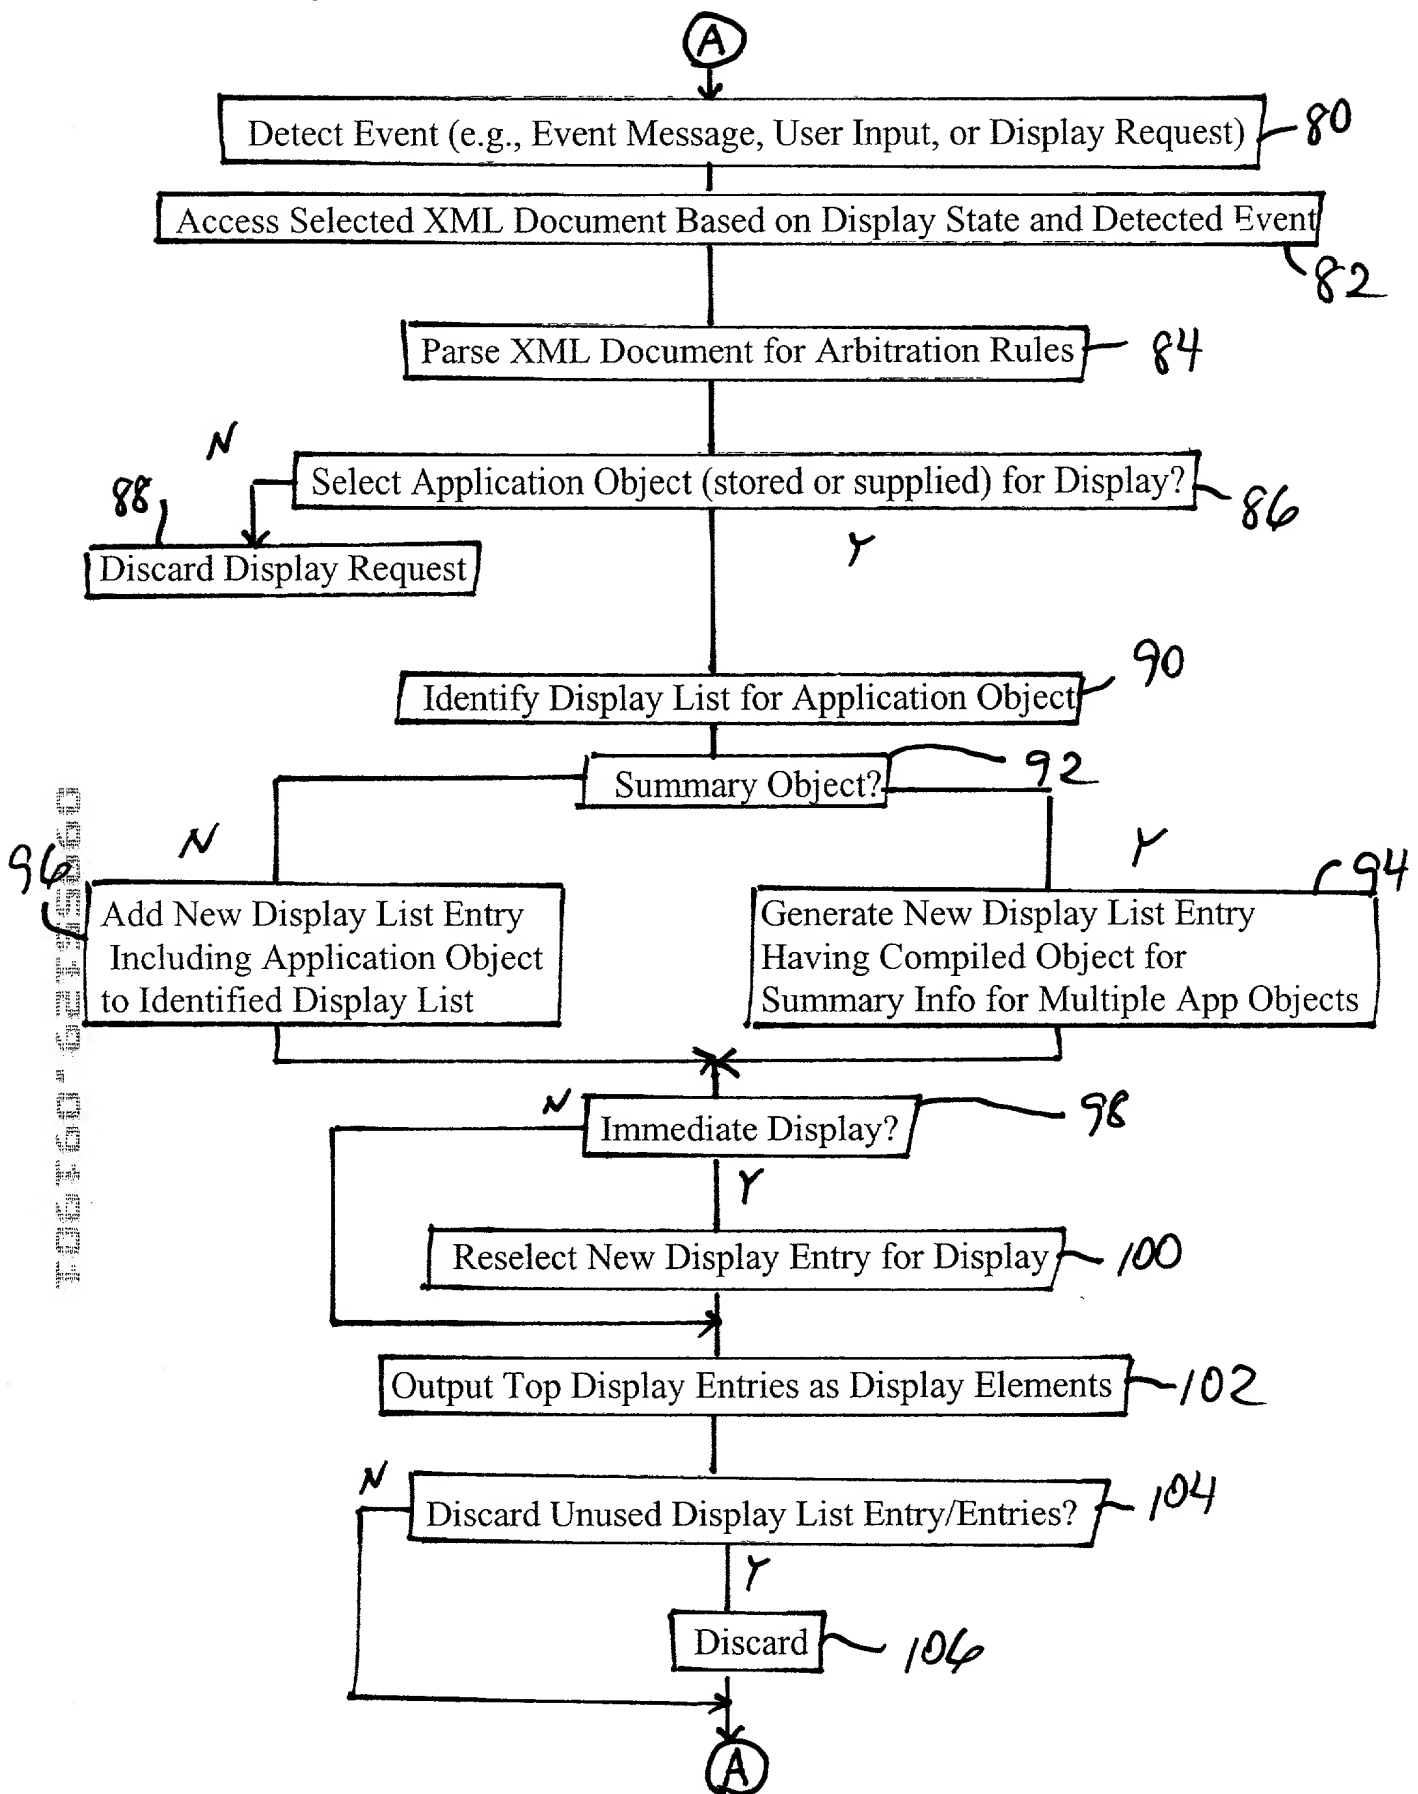 A
Detect Event (e.g., Event Message, User Input, or Display Request)
80
Access Selected XML Document Based on Display State and Detected Event
82
Parse XML Document for Arbitration Rules
84
N
Select Application Object (stored or supplied) for Display?
86
88
Y
Discard Display Request
90
Identify Display List for Application Object
92
Summary Object?
N
Y
96
94
Add New Display List Entry
Including Application Object
to Identified Display List
Generate New Display List Entry
Having Compiled Object for
Summary Info for Multiple App Objects
N
98
Immediate Display?
Y
Reselect New Display Entry for Display
100
Output Top Display Entries as Display Elements
102
N
Discard Unused Display List Entry/Entries?
104
Y
Discard
106
A